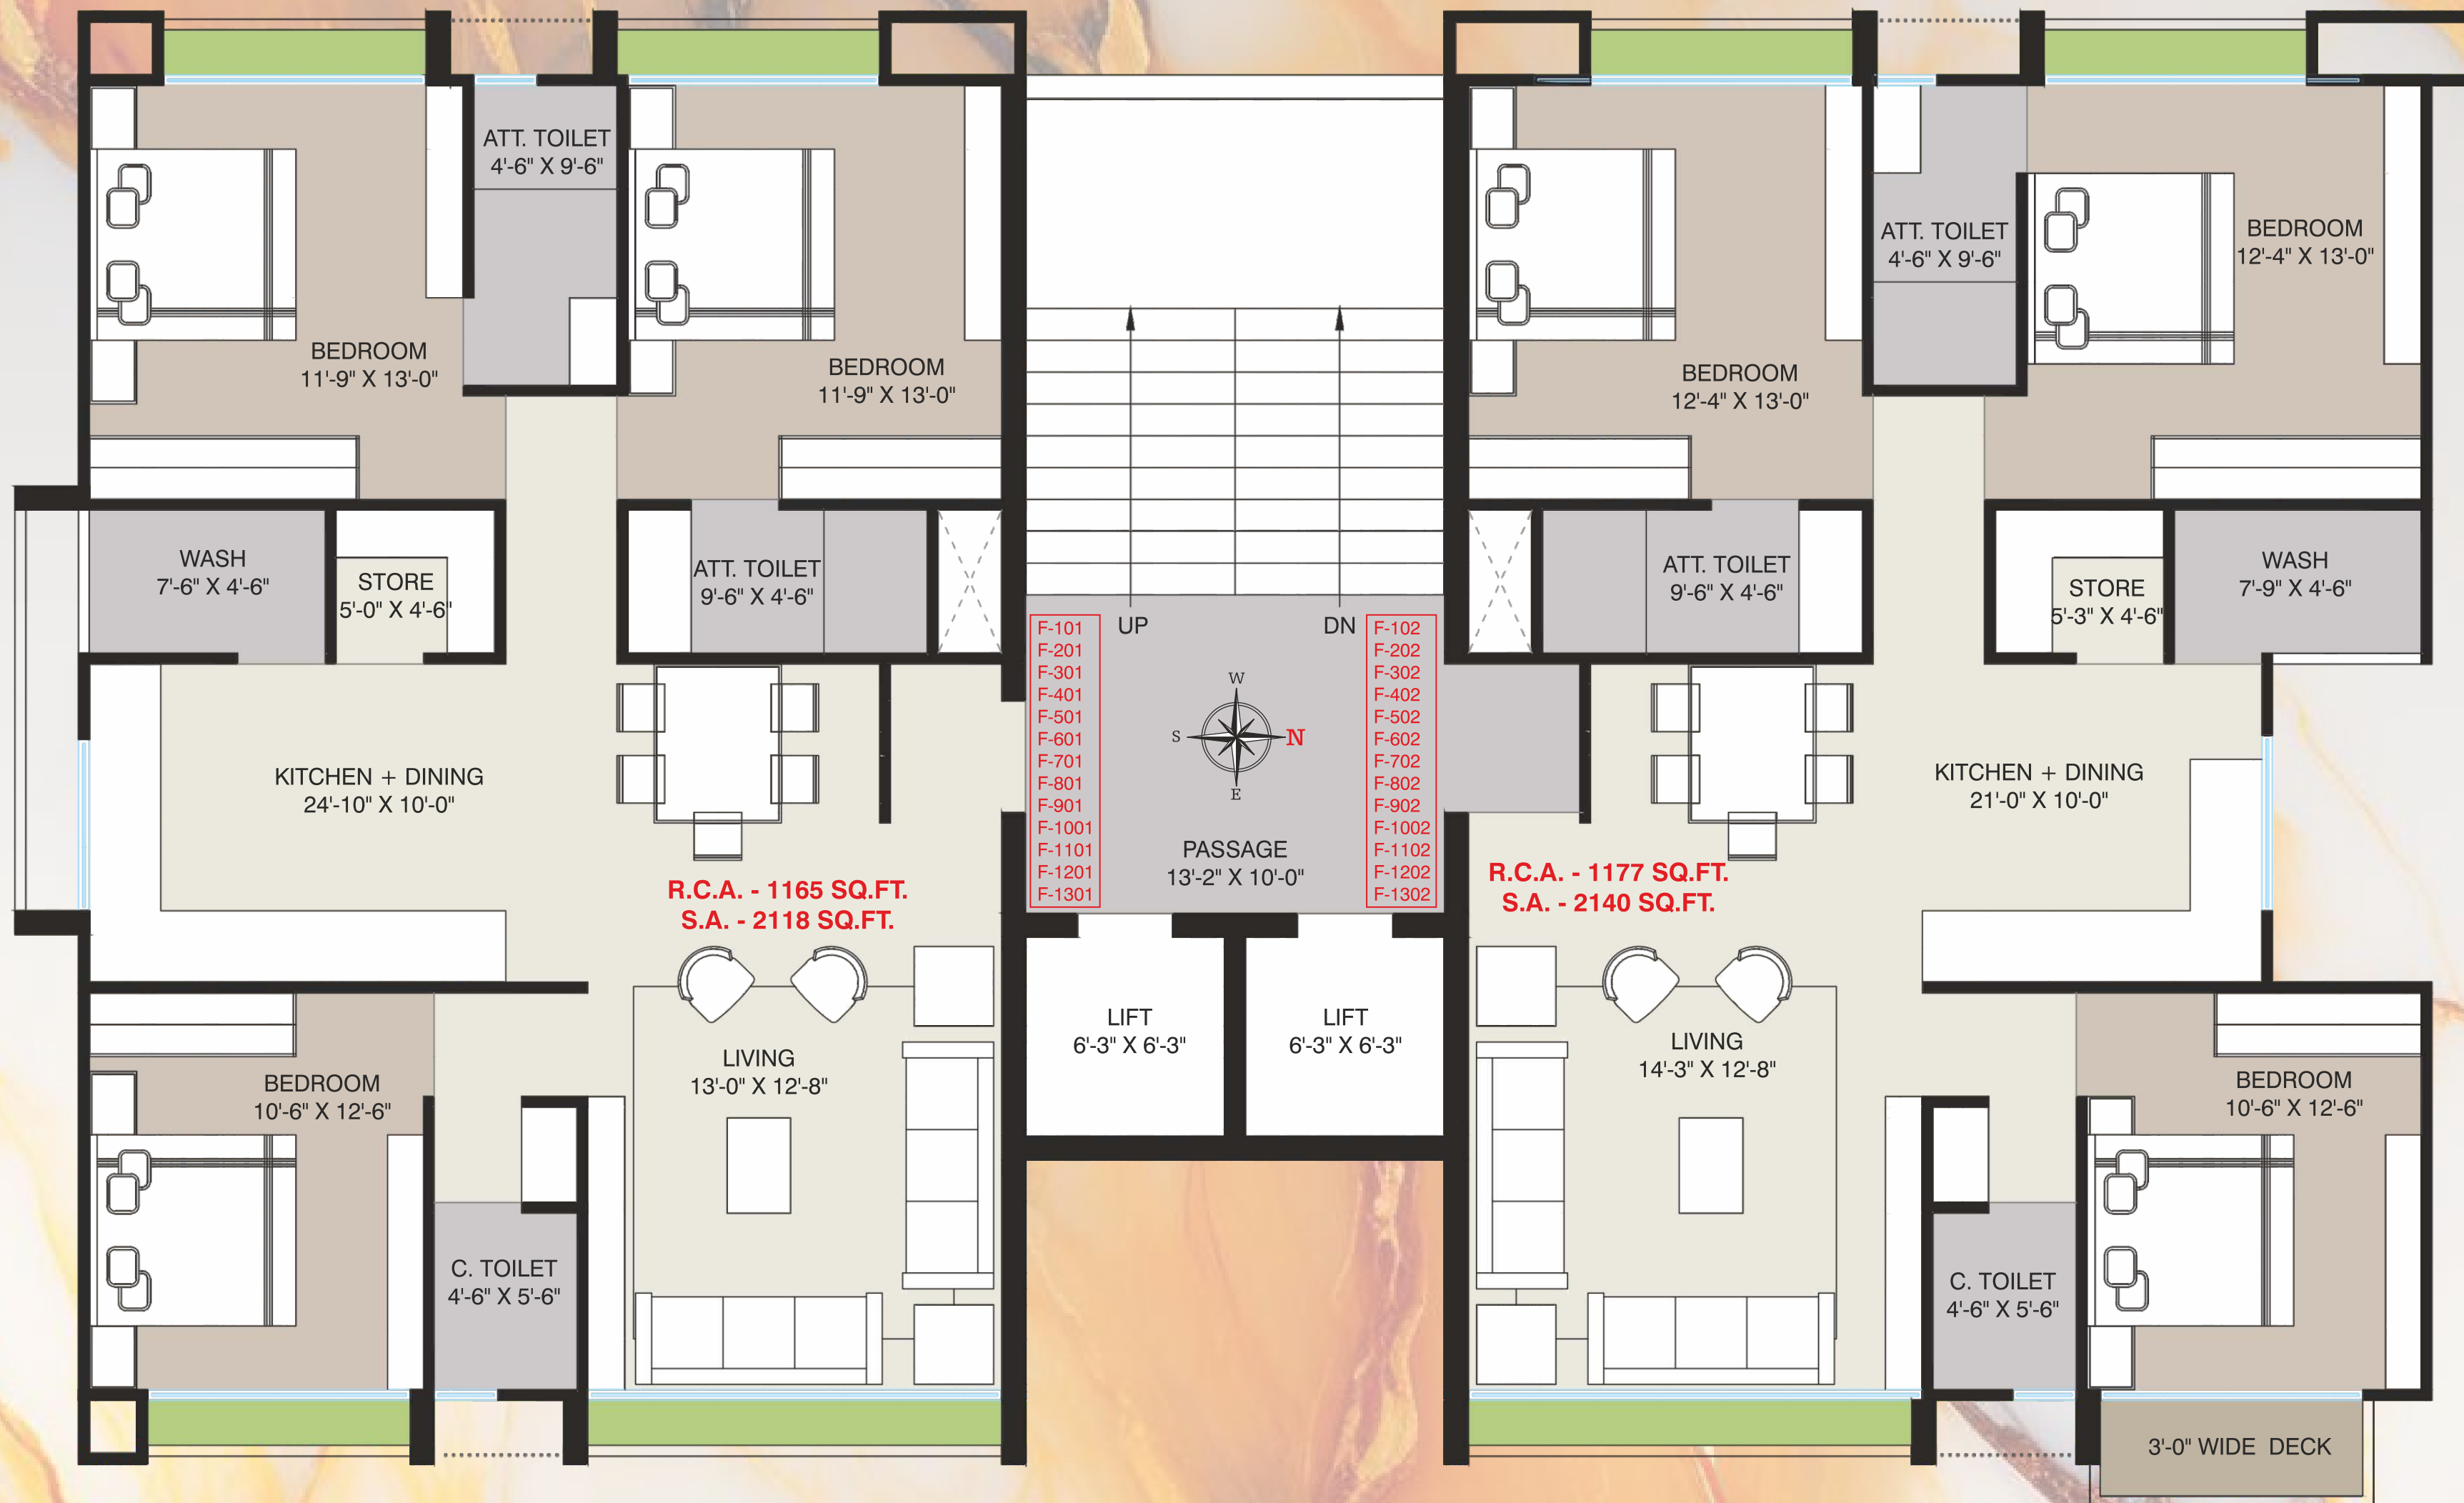 ATT. TOILET
4'-6" X 9'-6"
BEDROOM
11'-9" X 13'-0"
BEDROOM
11'-9" X 13'-0"
WASH
7'-6" X 4'-6"
STORE
5'-0" X 4'-6"
ATT. TOILET
9'-6" X 4'-6"
KITCHEN + DINING
24'-10" X 10'-0"
R.C.A. - 1165 SQ.FT.
S.A. - 2118 SQ.FT.
LIVING
13'-0" X 12'-8"
BEDROOM
10'-6" X 12'-6"
C. TOILET
4'-6" X 5'-6"
UP
DN
F-101
F-201
F-301
F-401
F-501
F-601
F-701
F-801
F-901
F-1001
F-1101
F-1201
F-1301
W
S
N
E
PASSAGE
13'-2" X 10'-0"
F-102
F-202
F-302
F-402
F-502
F-602
F-702
F-802
F-902
F-1002
F-1102
F-1202
F-1302
LIFT
6'-3" X 6'-3"
LIFT
6'-3" X 6'-3"
BEDROOM
12'-4" X 13'-0"
ATT. TOILET
4'-6" X 9'-6"
BEDROOM
12'-4" X 13'-0"
ATT. TOILET
9'-6" X 4'-6"
STORE
5'-3" X 4'-6"
WASH
7'-9" X 4'-6"
KITCHEN + DINING
21'-0" X 10'-0"
R.C.A. - 1177 SQ.FT.
S.A. - 2140 SQ.FT.
LIVING
14'-3" X 12'-8"
BEDROOM
10'-6" X 12'-6"
C. TOILET
4'-6" X 5'-6"
3'-0" WIDE DECK